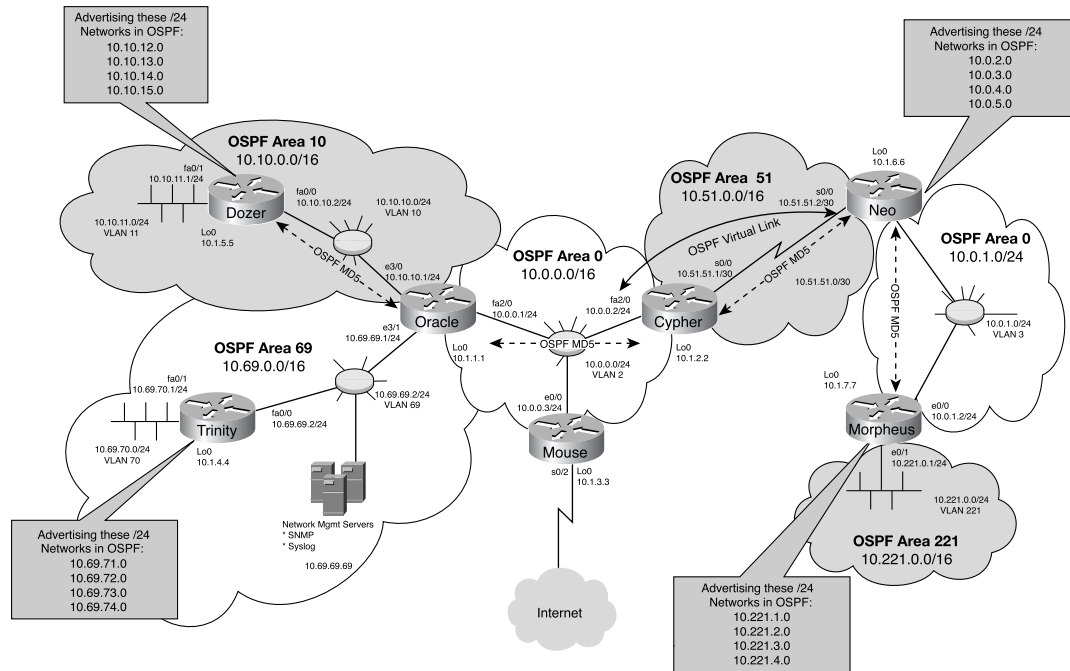 Advertising these /24
Networks in OSPF:
10.10.12.0
10.10.13.0
10.10.14.0
10.10.15.0
Advertising these /24
Networks in OSPF:
10.0.2.0
10.0.3.0
10.0.4.0
10.0.5.0
OSPF Area 10
10.10.0.0/16
fa0/1
10.10.11.1/24
fa0/0
10.10.10.2/24
10.10.10.0/24
VLAN 10
Dozer
10.10.11.0/24
VLAN 11
Lo0
10.1.5.5
OSPF MD5
e3/0
10.10.10.1/24
Oracle
fa2/0
10.0.0.1/24
Lo0
10.1.1.1
e3/1
10.69.69.1/24
OSPF Area 0
10.0.0.0/16
fa2/0
10.0.0.2/24
OSPF MD5
10.0.0.0/24
VLAN 2
Cypher
Lo0
10.1.2.2
OSPF Area 51
10.51.0.0/16
s0/0
10.51.51.2/30
OSPF Virtual Link
s0/0
10.51.51.1/30
OSPF MD5
10.51.51.0/30
Lo0
10.1.6.6
Neo
OSPF Area 0
10.0.1.0/24
OSPF MD5
10.0.1.0/24
VLAN 3
Lo0
10.1.7.7
e0/0
10.0.1.2/24
Morpheus
e0/1
10.221.0.1/24
10.221.0.0/24
VLAN 221
OSPF Area 221
10.221.0.0/16
OSPF Area 69
10.69.0.0/16
fa0/1
10.69.70.1/24
fa0/0
10.69.69.2/24
10.69.69.2/24
VLAN 69
Trinity
10.69.70.0/24
VLAN 70
Lo0
10.1.4.4
Network Mgmt Servers
* SNMP
* Syslog
10.69.69.69
e0/0
10.0.0.3/24
Mouse
s0/2
Lo0
10.1.3.3
Internet
Advertising these /24
Networks in OSPF:
10.69.71.0
10.69.72.0
10.69.73.0
10.69.74.0
Advertising these /24
Networks in OSPF:
10.221.1.0
10.221.2.0
10.221.3.0
10.221.4.0